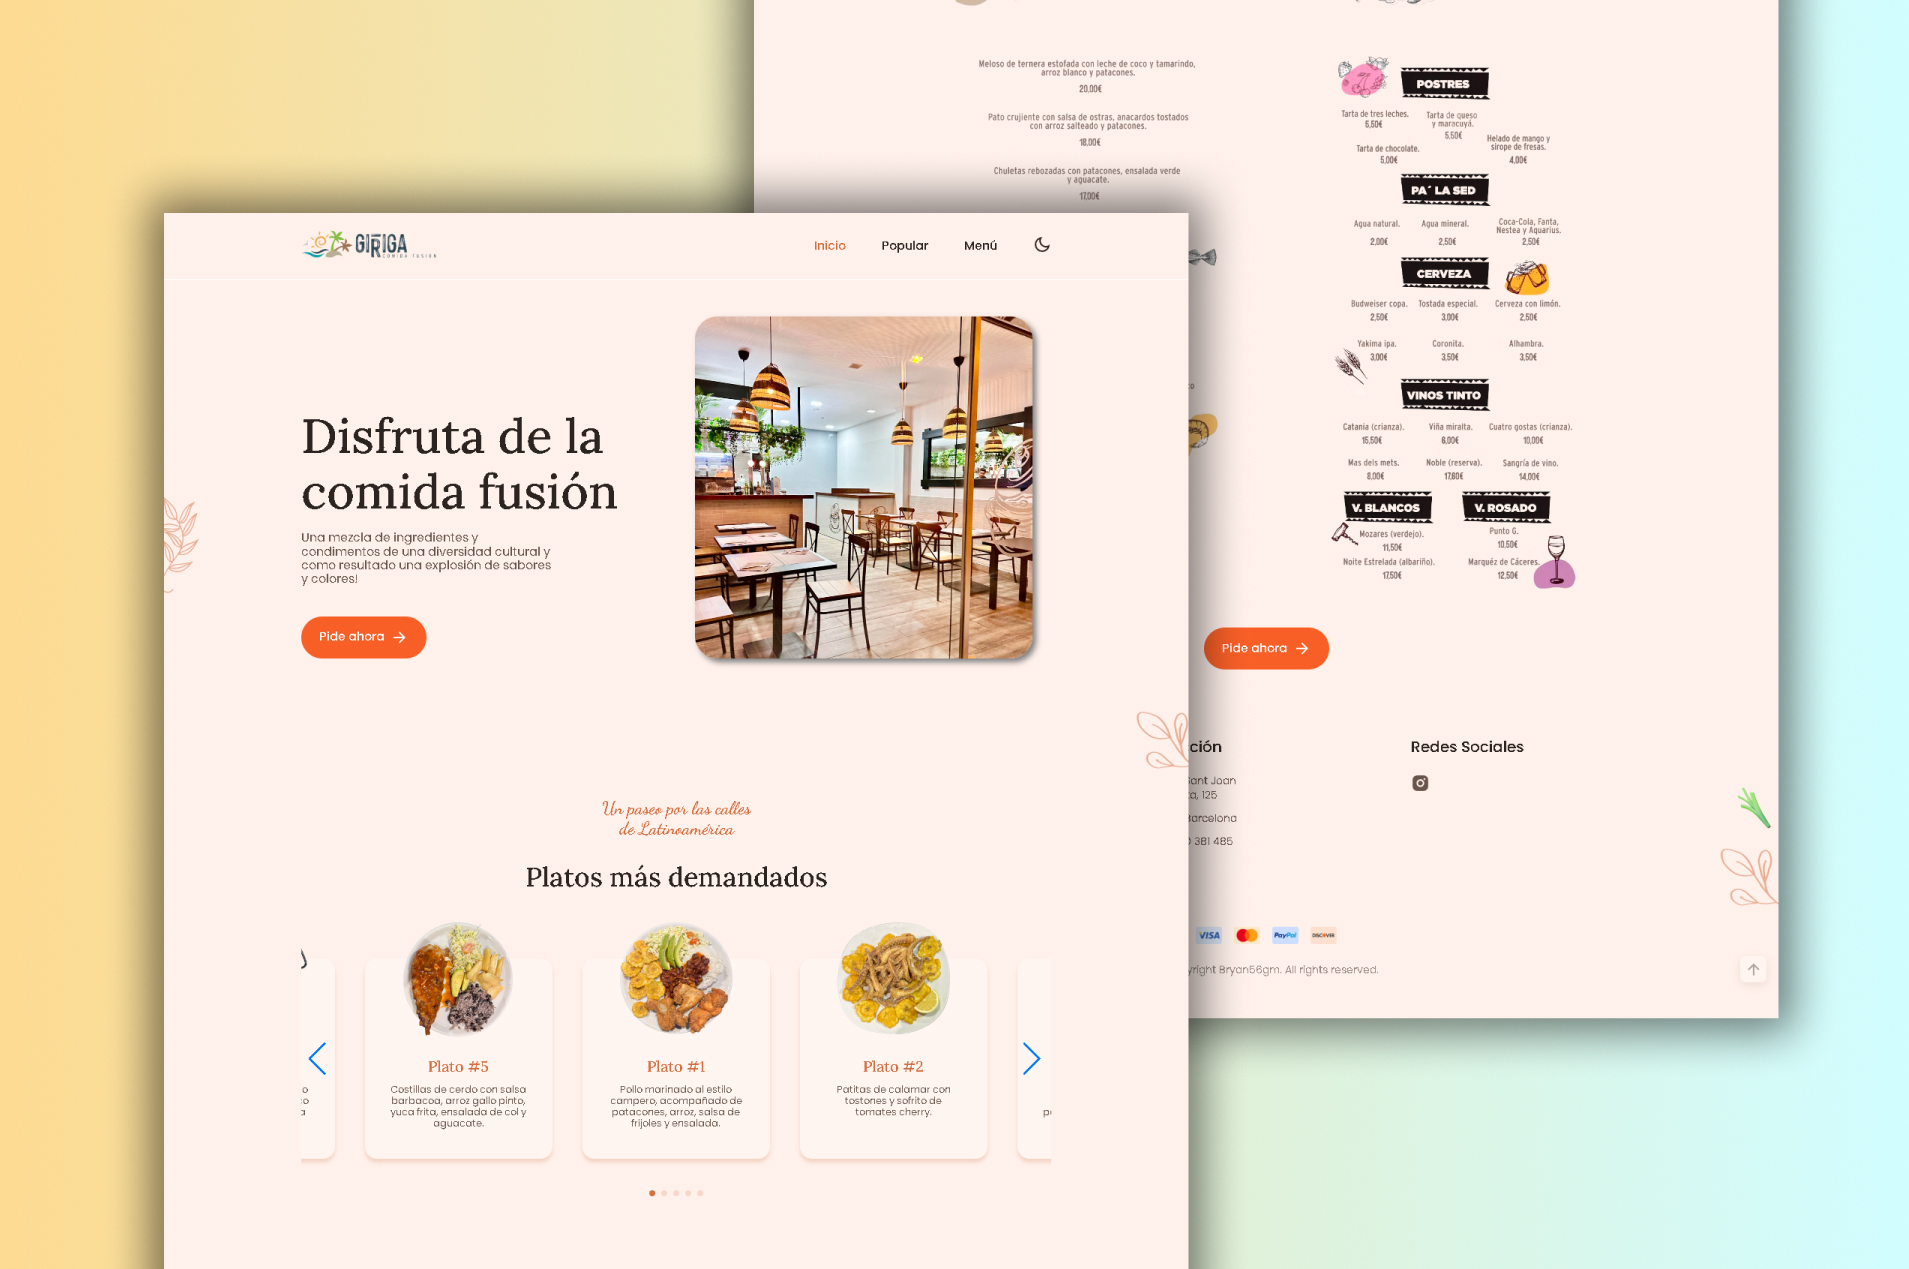 GIRIGA
COMIDA FUSION
Inicio
Popular
Menú
Disfruta de la
comida fusión
Una mezcla de ingredientes y
condimentos de una diversidad cultural y
como resultado una explosión de sabores
y colores!
Pide ahora
Un paseo por las calles
de Latinoamérica
Platos más demandados
Plato #5
Costillas de cerdo con salsa
barbacoa, arroz gallo pinto,
yuca frita, ensalada de col y
aguacate.
Plato #1
Pollo marinado al estilo
campero, acompañado de
patacones, arroz, salsa de
frijoles y ensalada.
Plato #2
Patitas de calamar con
tostones y sofrito de
tomates cherry.
Meloso de ternera estofada con leche de coco y tamarindo,
arroz blanco y patacones.
20,00€
Pato crujiente con salsa de ostras, anacardos tostados
con arroz salteado y patacones.
18,00€
Chuletas rebozadas con patacones, ensalada verde
y aguacate.
17,00€
POSTRES
Tarta de tres leches.
5,50€
Tarta de queso
y maracuyá.
5,50€
Tarta de chocolate.
5,00€
Helado de mango y
sirope de fresas.
4,00€
PA´ LA SED
Agua natural.
2,00€
Agua mineral.
2,50€
Coca-Cola, Fanta,
Nestea y Aquarius.
2,50€
CERVEZA
Budweiser copa.
2,50€
Tostada especial.
3,00€
Cerveza con limón.
2,50€
Yakima ipa.
3,00€
Coronita.
3,50€
Alhambra.
3,50€
VINOS TINTO
Catania (crianza).
15,50€
Viña miralta.
8,00€
Cuatro gostas (crianza).
10,00€
Mas dels mets.
8,00€
Noble (reserva).
17,80€
Sangría de vino.
14,00€
V. BLANCOS
Mozares (verdejo).
11,50€
Noite Estrelada (albariño).
17,50€
V. ROSADO
Punto G.
10,50€
Marquéz de Cáceres.
12,50€
Pide ahora
ción
Sant Joan
ta, 125
Barcelona
381 485
Redes Sociales
VISA
PayPal
DISCOVER
yright Bryan56gm. All rights reserved.